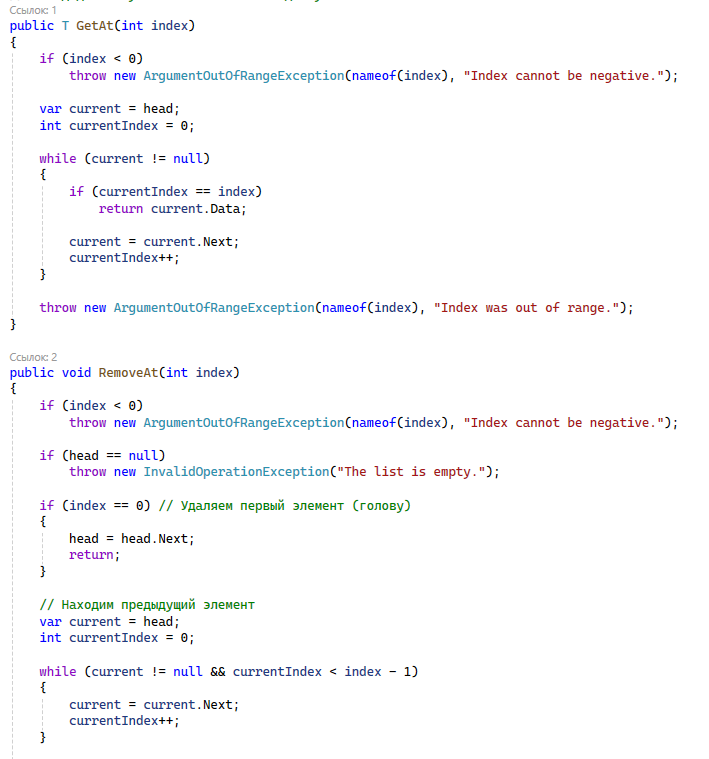 Ссылок: 1
public T GetAt(int index)
{
    if (index < 0)
        throw new ArgumentOutOfRangeException(nameof(index), "Index cannot be negative.");

    var current = head;
    int currentIndex = 0;

    while (current != null)
    {
        if (currentIndex == index)
            return current.Data;

        current = current.Next;
        currentIndex++;
    }

    throw new ArgumentOutOfRangeException(nameof(index), "Index was out of range.");
}

Ссылок: 2
public void RemoveAt(int index)
{
    if (index < 0)
        throw new ArgumentOutOfRangeException(nameof(index), "Index cannot be negative.");

    if (head == null)
        throw new InvalidOperationException("The list is empty.");

    if (index == 0) // Удаляем первый элемент (голову)
    {
        head = head.Next;
        return;
    }

    // Находим предыдущий элемент
    var current = head;
    int currentIndex = 0;

    while (current != null && currentIndex < index - 1)
    {
        current = current.Next;
        currentIndex++;
    }